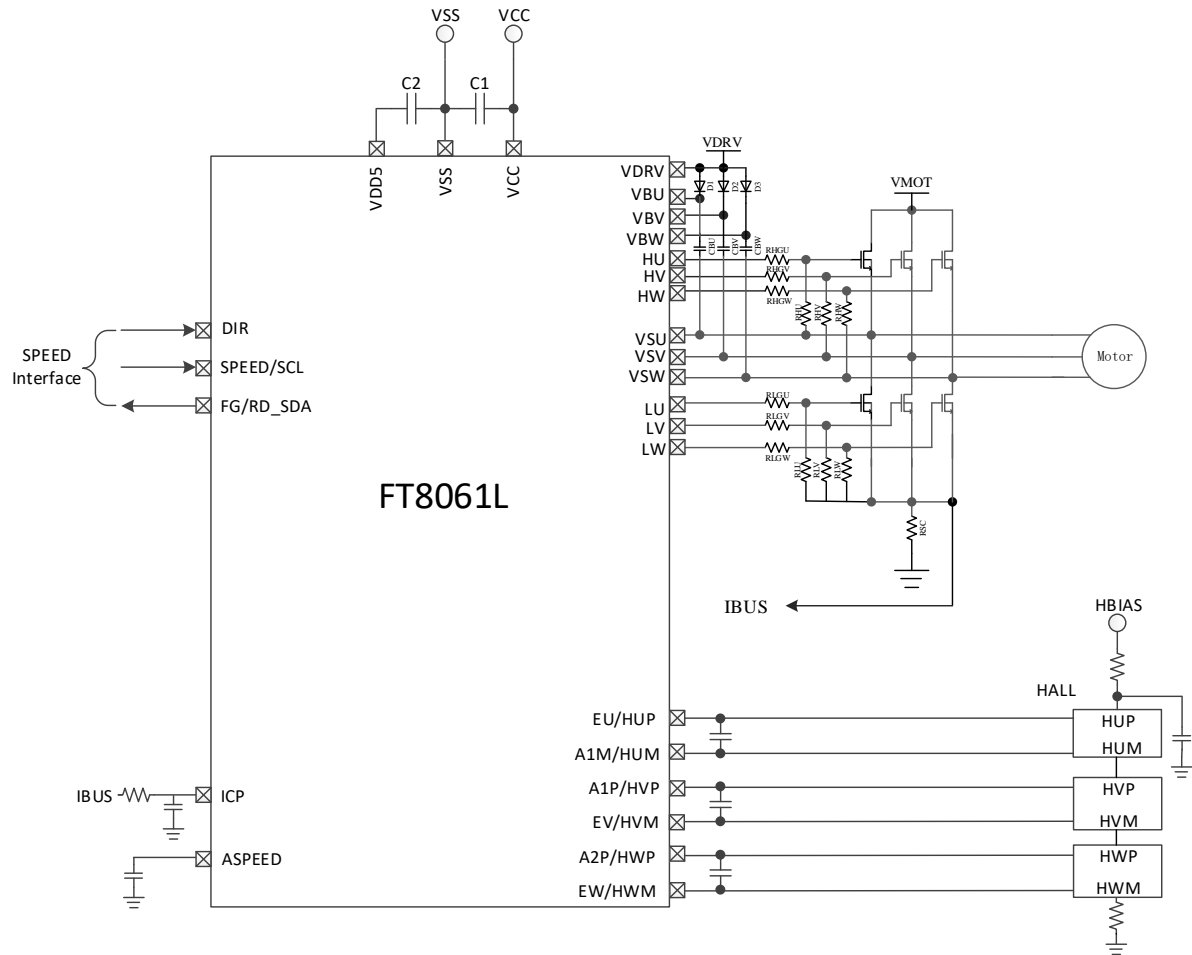 VSS
VCC
C2
C1
VDD5
VSS
VCC
VDRV
VMOT
VDRV
VBU
VBV
VBW
HU
HV
HW
VSU
VSV
VSW
LU
LV
LW
D1
D2
D3
CBU
CBV
CBW
RHGU
RHGV
RHGW
RHU
RHV
RHW
RLGU
RLGV
RLGW
RLU
RLV
RLW
RSC
Motor
IBUS
SPEED
Interface
DIR
SPEED/SCL
FG/RD_SDA
FT8061L
HBIAS
HALL
EU/HUP
A1M/HUM
A1P/HVP
EV/HVM
A2P/HWP
EW/HWM
HUP
HUM
HVP
HVM
HWP
HWM
IBUS
ICP
ASPEED